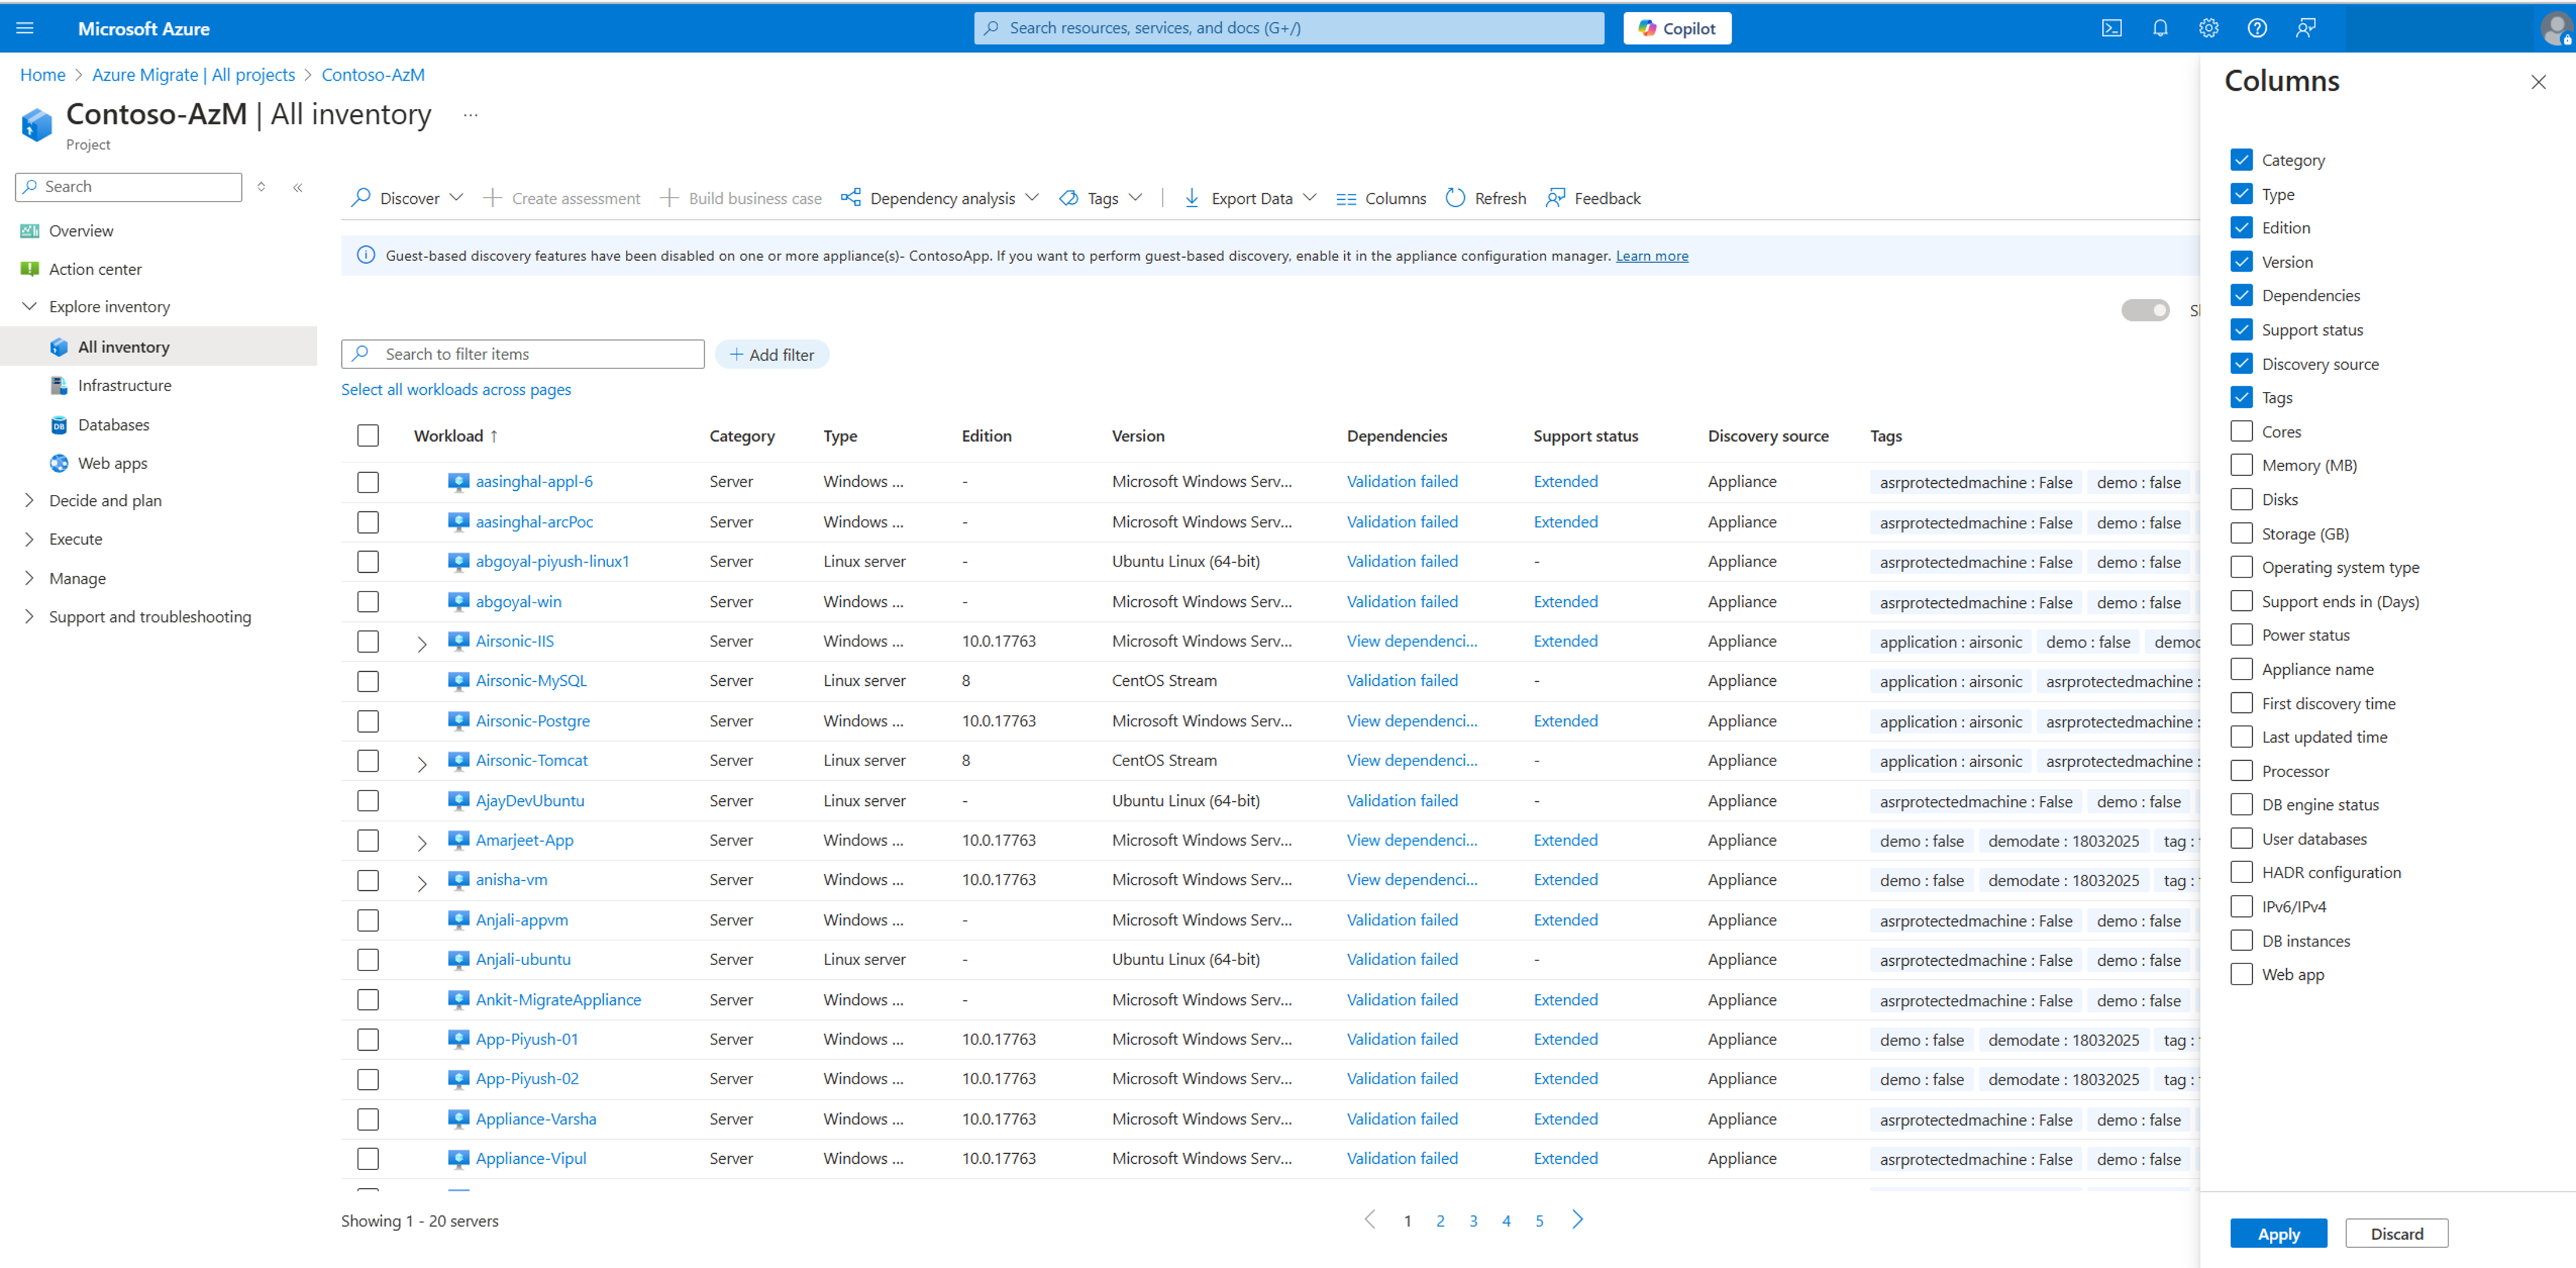 Microsoft Azure
Search resources, services, and docs (G+/)
Copilot
Home > Azure Migrate | All projects > Contoso-AzM
Contoso-AzM | All inventory ...
Project
Search
Overview
Action center
Explore inventory
All inventory
Infrastructure
Databases
Web apps
Decide and plan
Execute
Manage
Support and troubleshooting
Discover
Create assessment
Build business case
Dependency analysis
Tags
Export Data
Columns
Refresh
Feedback
Guest-based discovery features have been disabled on one or more appliance(s)- ContosoApp. If you want to perform guest-based discovery, enable it in the appliance configuration manager. Learn more
Search to filter items
Add filter
Select all workloads across pages
Workload ↑ Category Type Edition Version Dependencies Support status Discovery source Tags
aasinghal-appl-6 Server Windows ... - Microsoft Windows Serv... Validation failed Extended Appliance asrprotectedmachine : False demo : false
aasinghal-arcPoc Server Windows ... - Microsoft Windows Serv... Validation failed Extended Appliance asrprotectedmachine : False demo : false
abgoyal-piyush-linux1 Server Linux server - Ubuntu Linux (64-bit) Validation failed - Appliance asrprotectedmachine : False demo : false
abgoyal-win Server Windows ... - Microsoft Windows Serv... Validation failed Extended Appliance asrprotectedmachine : False demo : false
Airsonic-IIS Server Windows ... 10.0.17763 Microsoft Windows Serv... View dependenci... Extended Appliance application : airsonic demo : false
Airsonic-MySQL Server Linux server 8 CentOS Stream Validation failed - Appliance application : airsonic asrprotectedmachine :
Airsonic-Postgre Server Windows ... 10.0.17763 Microsoft Windows Serv... View dependenci... Extended Appliance application : airsonic asrprotectedmachine :
Airsonic-Tomcat Server Linux server 8 CentOS Stream View dependenci... - Appliance application : airsonic asrprotectedmachine :
AjayDevUbuntu Server Linux server - Ubuntu Linux (64-bit) Validation failed - Appliance asrprotectedmachine : False demo : false
Amarjeet-App Server Windows ... 10.0.17763 Microsoft Windows Serv... View dependenci... Extended Appliance demo : false demodate : 18032025 tag :
anisha-vm Server Windows ... 10.0.17763 Microsoft Windows Serv... View dependenci... Extended Appliance demo : false demodate : 18032025 tag :
Anjali-appvm Server Windows ... - Microsoft Windows Serv... Validation failed Extended Appliance asrprotectedmachine : False demo : false
Anjali-ubuntu Server Linux server - Ubuntu Linux (64-bit) Validation failed - Appliance asrprotectedmachine : False demo : false
Ankit-MigrateAppliance Server Windows ... - Microsoft Windows Serv... Validation failed Extended Appliance asrprotectedmachine : False demo : false
App-Piyush-01 Server Windows ... 10.0.17763 Microsoft Windows Serv... Validation failed Extended Appliance demo : false demodate : 18032025 tag :
App-Piyush-02 Server Windows ... 10.0.17763 Microsoft Windows Serv... Validation failed Extended Appliance demo : false demodate : 18032025 tag :
Appliance-Varsha Server Windows ... 10.0.17763 Microsoft Windows Serv... Validation failed Extended Appliance asrprotectedmachine : False demo : false
Appliance-Vipul Server Windows ... 10.0.17763 Microsoft Windows Serv... Validation failed Extended Appliance asrprotectedmachine : False demo : false
Showing 1 - 20 servers
1 2 3 4 5
Columns
Category
Type
Edition
Version
Dependencies
Support status
Discovery source
Tags
Cores
Memory (MB)
Disks
Storage (GB)
Operating system type
Support ends in (Days)
Power status
Appliance name
First discovery time
Last updated time
Processor
DB engine status
User databases
HADR configuration
IPv6/IPv4
DB instances
Web app
Apply
Discard